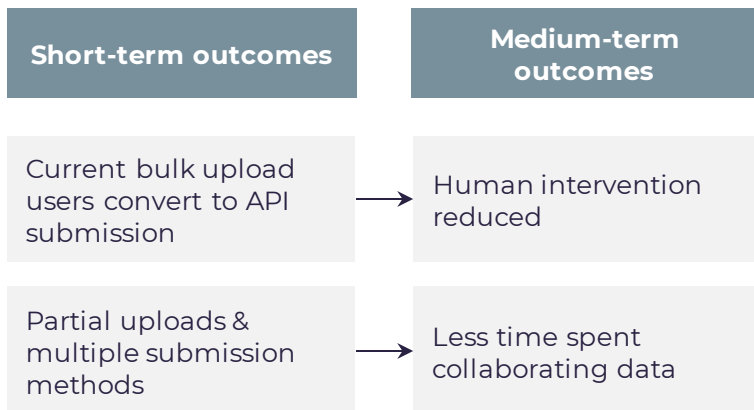 Short-term outcomes
Medium-term
outcomes
Current bulk upload
users convert to API
submission
Human intervention
reduced
Partial uploads &
multiple submission
methods
Less time spent
collaborating data